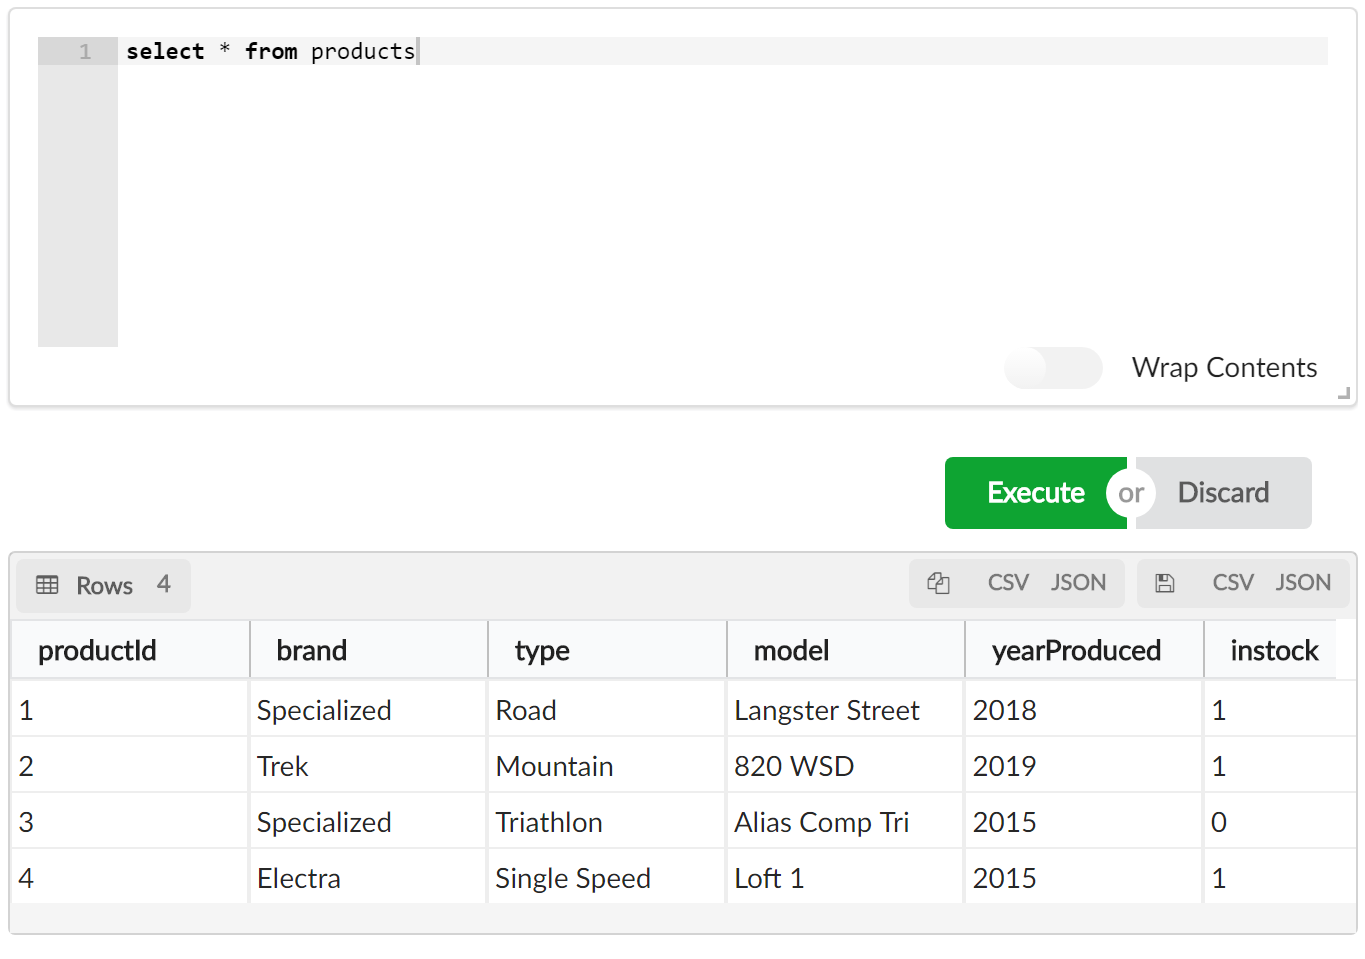 1 select * from products
Wrap Contents
Execute or Discard
Rows 4 CSV JSON CSV JSON
productId brand type model yearProduced instock
1 Specialized Road Langster Street 2018 1
2 Trek Mountain 820 WSD 2019 1
3 Specialized Triathlon Alias Comp Tri 2015 0
4 Electra Single Speed Loft 1 2015 1